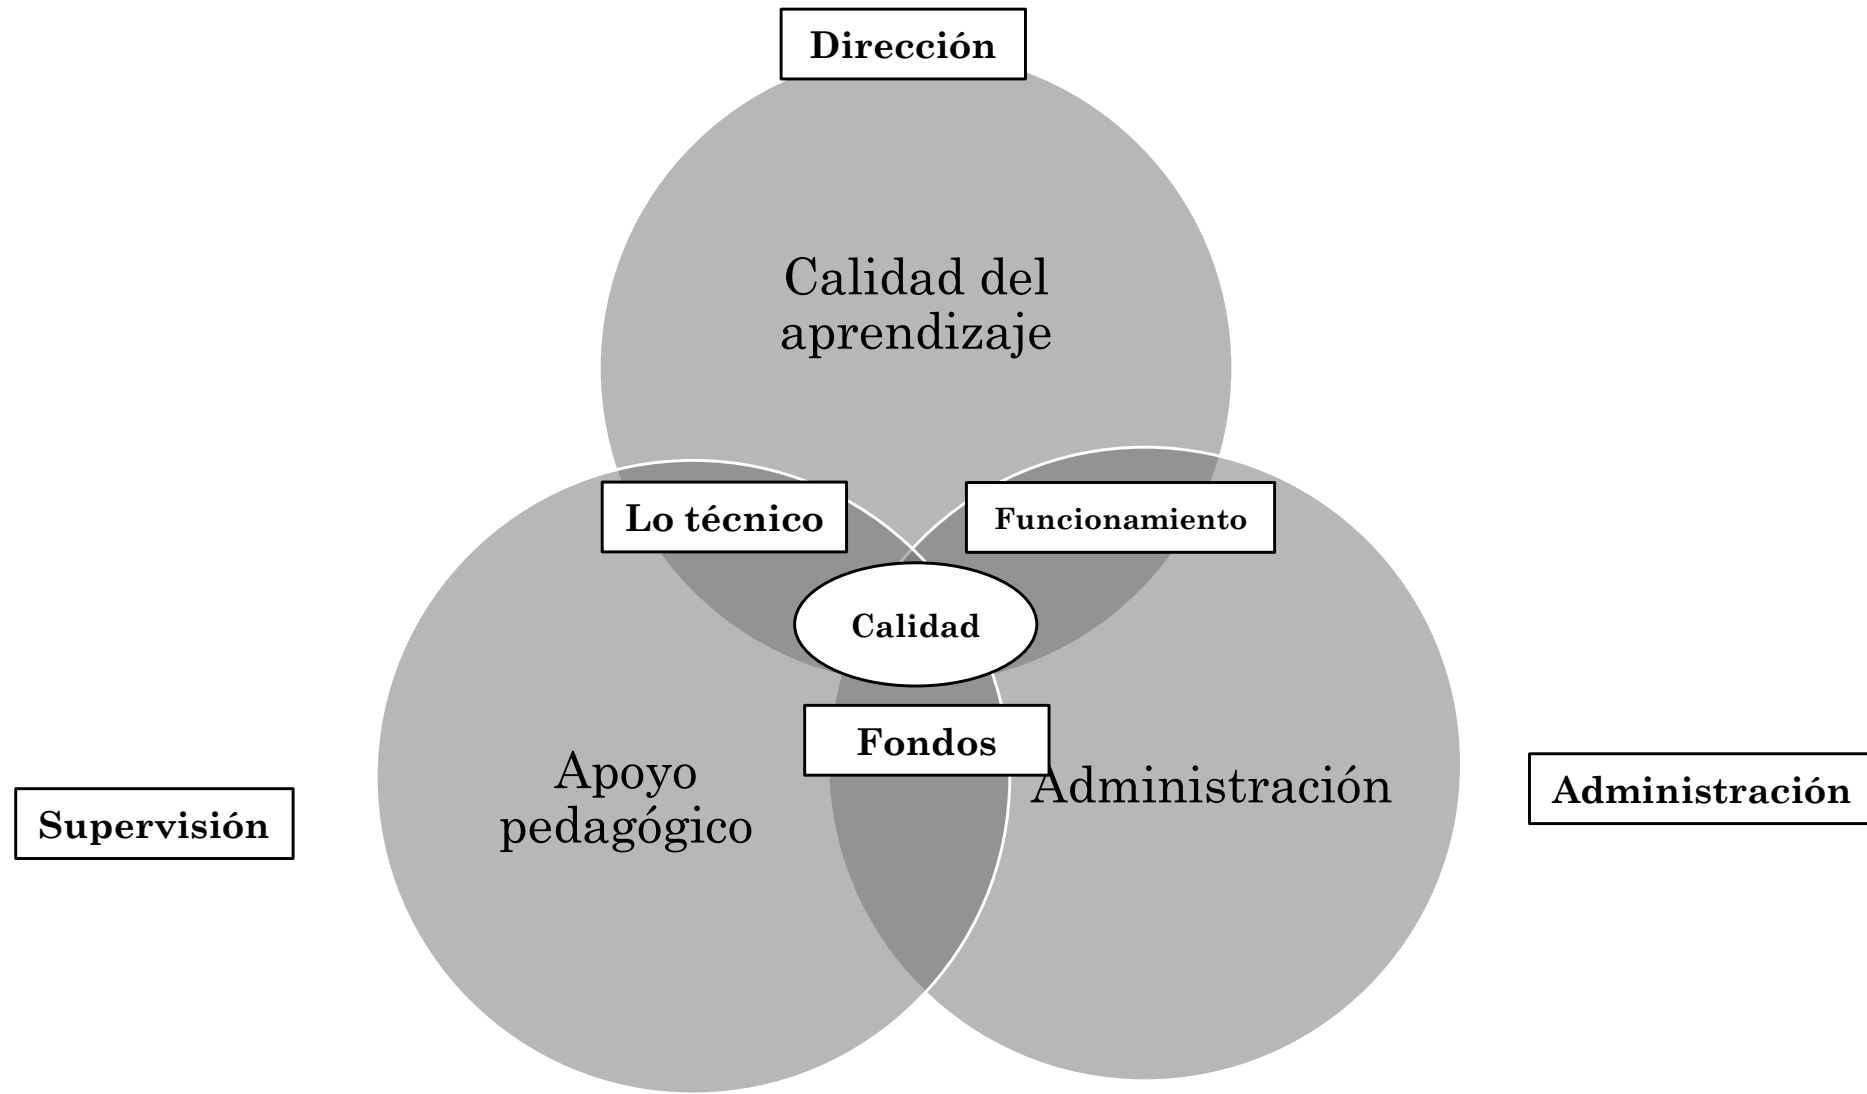 Dirección
Calidad del
aprendizaje
Lo técnico
Funcionamiento
Calidad
Fondos
Apoyo
pedagógico
Administración
Supervisión
Administración